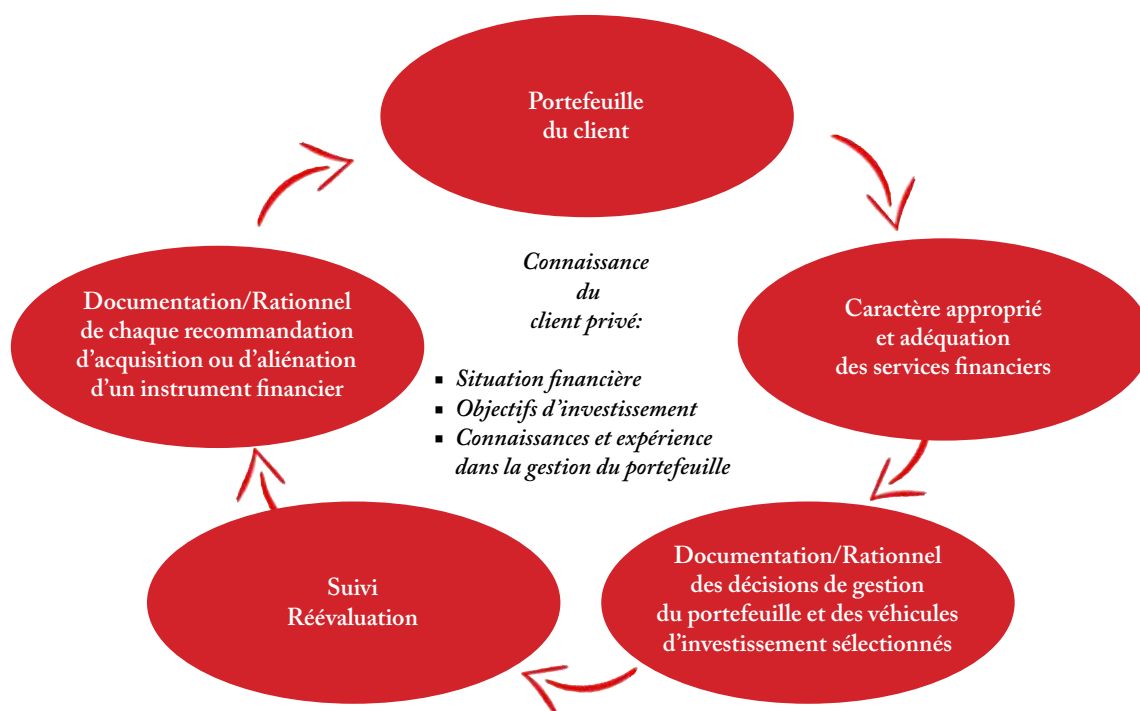 Portefeuille
du client
Connaissance
du
client privé:
▪ Situation financière
▪ Objectifs d’investissement
▪ Connaissances et expérience
dans la gestion du portefeuille
Caractère approprié
et adéquation
des services financiers
Documentation/Rationnel
des décisions de gestion
du portefeuille et des véhicules
d’investissement sélectionnés
Suivi
Réévaluation
Documentation/Rationnel
de chaque recommandation
d’acquisition ou d’aliénation
d’un instrument financier